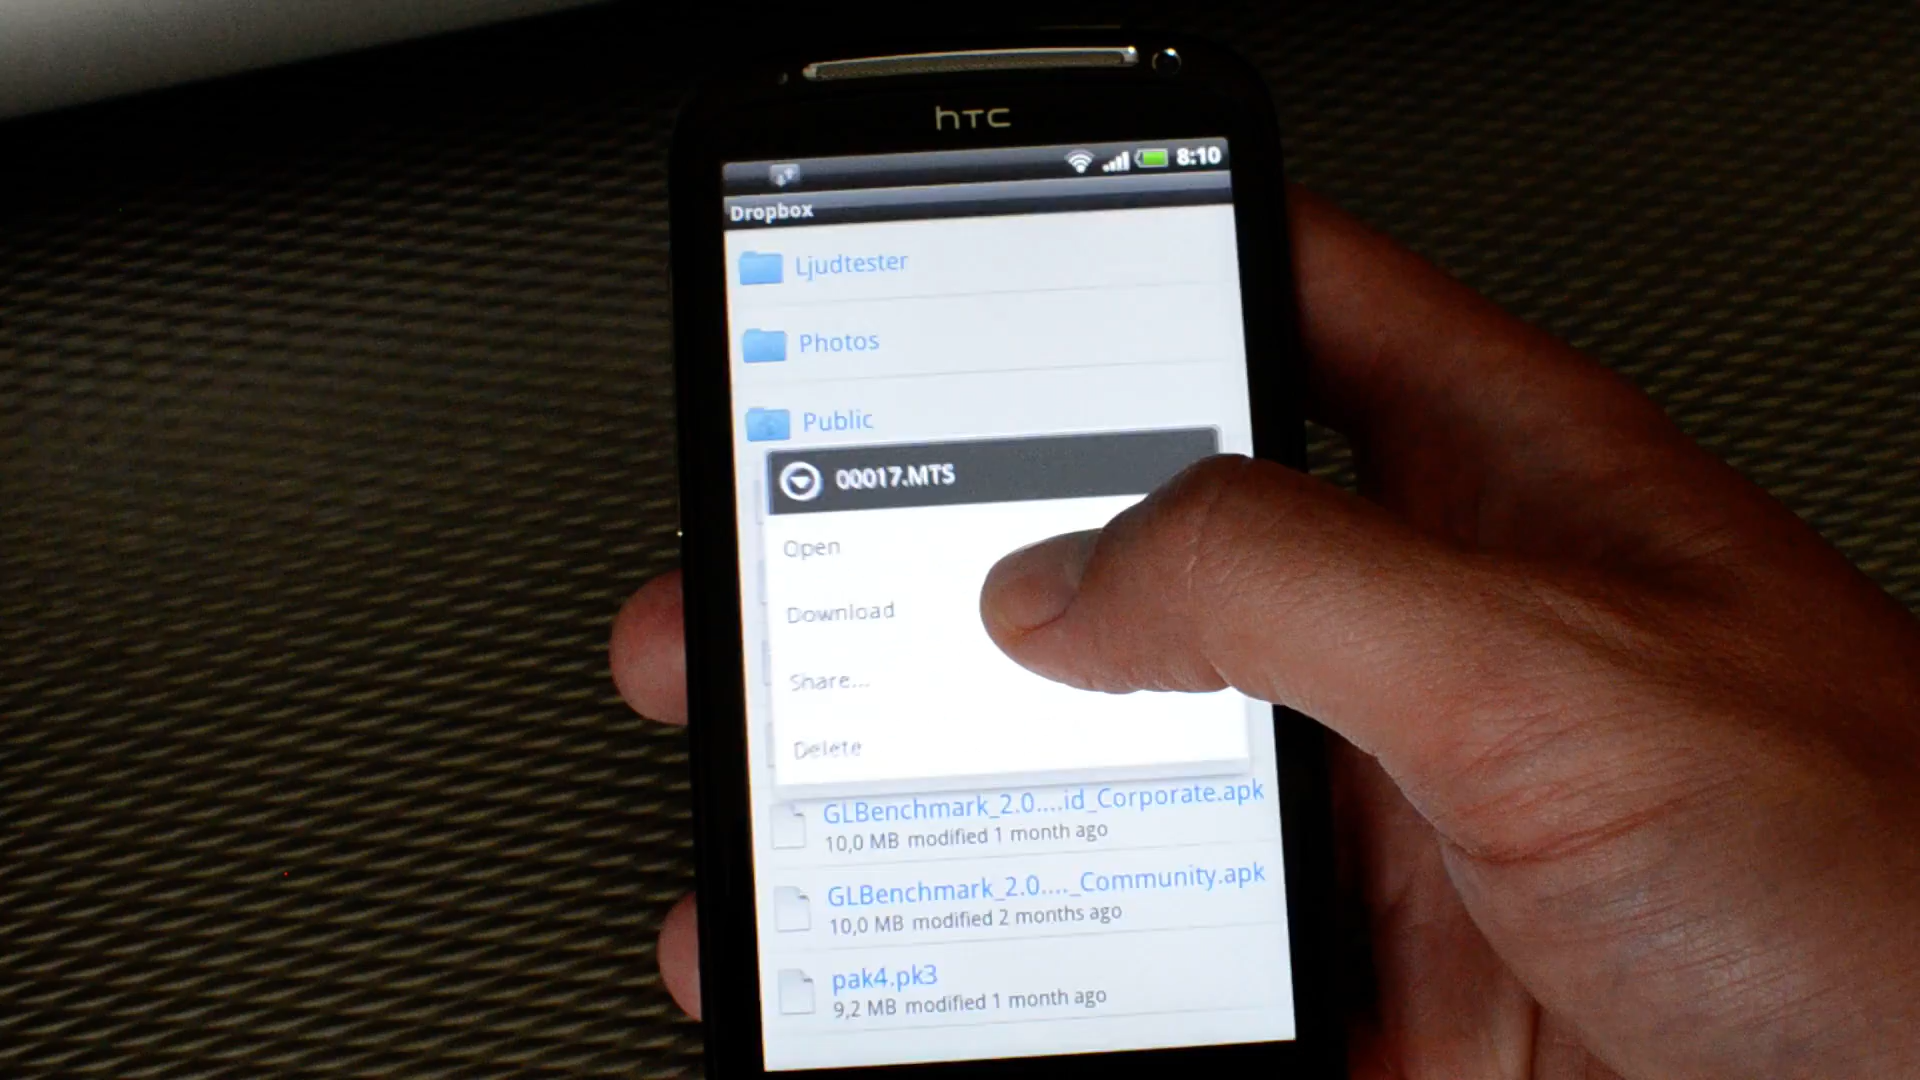 hTC
8:10
Dropbox
Ljudtester
Photos
Public
00017.MTS
Open
Download
Share...
Delete
GLBenchmark_2.0....id_Corporate.apk
10,0 MB modified 1 month ago
GLBenchmark_2.0...._Community.apk
10,0 MB modified 2 months ago
pak4.pk3
9,2 MB modified 1 month ago